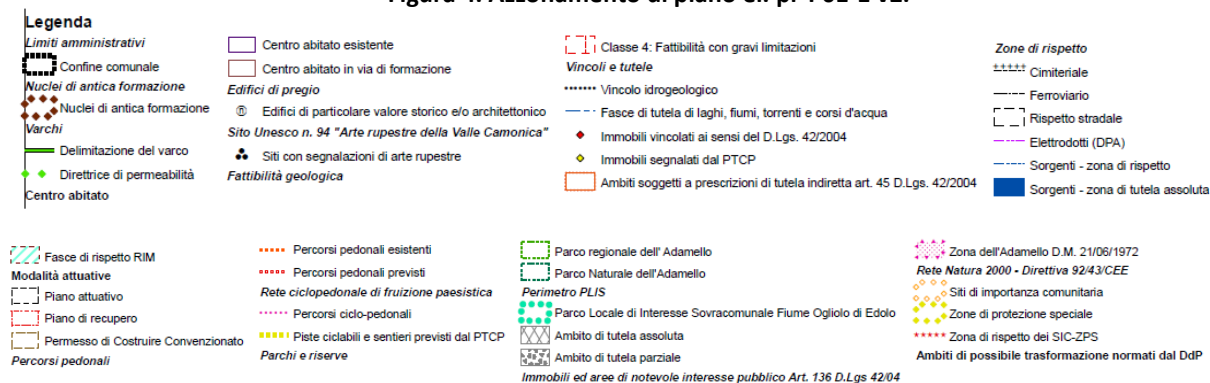 Legenda
Limiti amministrativi
Confine comunale
Nuclei di antica formazione
Nuclei di antica formazione
Varchi
Delimitazione del varco
Direttrice di permeabilità
Centro abitato
Centro abitato esistente
Centro abitato in via di formazione
Edifici di pregio
Edifici di particolare valore storico e/o architettonico
Sito Unesco n. 94 "Arte rupestre della Valle Camonica"
Siti con segnalazioni di arte rupestre
Fattibilità geologica
Classe 4: Fattibilità con gravi limitazioni
Vincoli e tutele
Vincolo idrogeologico
Fasce di tutela di laghi, fiumi, torrenti e corsi d'acqua
Immobili vincolati ai sensi del D.Lgs. 42/2004
Immobili segnalati dal PTCP
Ambiti soggetti a prescrizioni di tutela indiretta art. 45 D.Lgs. 42/2004
Zone di rispetto
Cimiteriale
Ferroviario
Rispetto stradale
Elettrodotti (DPA)
Sorgenti - zona di rispetto
Sorgenti - zona di tutela assoluta
Fasce di rispetto RIM
Modalità attuative
Piano attuativo
Piano di recupero
Permesso di Costruire Convenzionato
Percorsi pedonali
Percorsi pedonali esistenti
Percorsi pedonali previsti
Rete ciclopedonale di fruizione paesistica
Percorsi ciclo-pedonali
Piste ciclabili e sentieri previsti dal PTCP
Parchi e riserve
Parco regionale dell' Adamello
Parco Naturale dell'Adamello
Perimetro PLIS
Parco Locale di Interesse Sovracomunale Fiume Ogliolo di Edolo
Ambito di tutela assoluta
Ambito di tutela parziale
Immobili ed aree di notevole interesse pubblico Art. 136 D.Lgs 42/04
Zona dell'Adamello D.M. 21/06/1972
Rete Natura 2000 - Direttiva 92/43/CEE
Siti di importanza comunitaria
Zone di protezione speciale
Zona di rispetto dei SIC-ZPS
Ambiti di possibile trasformazione normati dal DdP